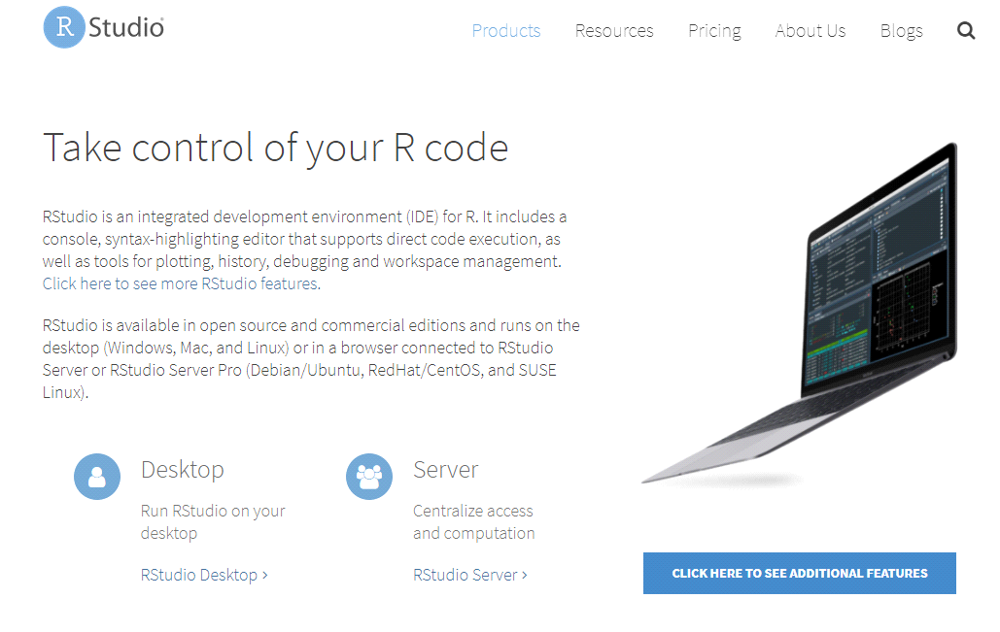 R Studio®
Products Resources Pricing About Us Blogs
Take control of your R code
RStudio is an integrated development environment (IDE) for R. It includes a
console, syntax-highlighting editor that supports direct code execution, as
well as tools for plotting, history, debugging and workspace management.
Click here to see more RStudio features.
RStudio is available in open source and commercial editions and runs on the
desktop (Windows, Mac, and Linux) or in a browser connected to RStudio
Server or RStudio Server Pro (Debian/Ubuntu, RedHat/CentOS, and SUSE
Linux).
Desktop
Run RStudio on your
desktop
RStudio Desktop ›
Server
Centralize access
and computation
RStudio Server ›
CLICK HERE TO SEE ADDITIONAL FEATURES